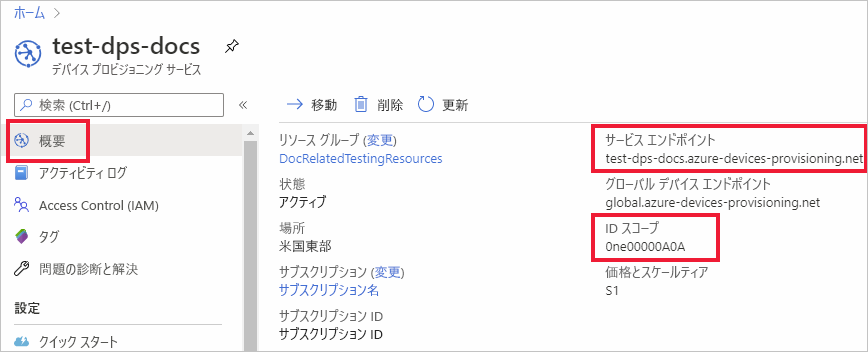 ホーム
test-dps-docs
デバイス プロビジョニング サービス
検索 (Ctrl+/)
概要
アクティビティ ログ
Access Control (IAM)
タグ
問題の診断と解決
設定
クイック スタート
移動 削除 更新
リソース グループ (変更)
DocRelatedTestingResources
状態
アクティブ
場所
米国東部
サブスクリプション (変更)
サブスクリプション名
サブスクリプション ID
サブスクリプション ID
サービス エンドポイント
test-dps-docs.azure-devices-provisioning.net
グローバル デバイス エンドポイント
global.azure-devices-provisioning.net
ID スコープ
0ne00000A0A
価格とスケールティア
S1